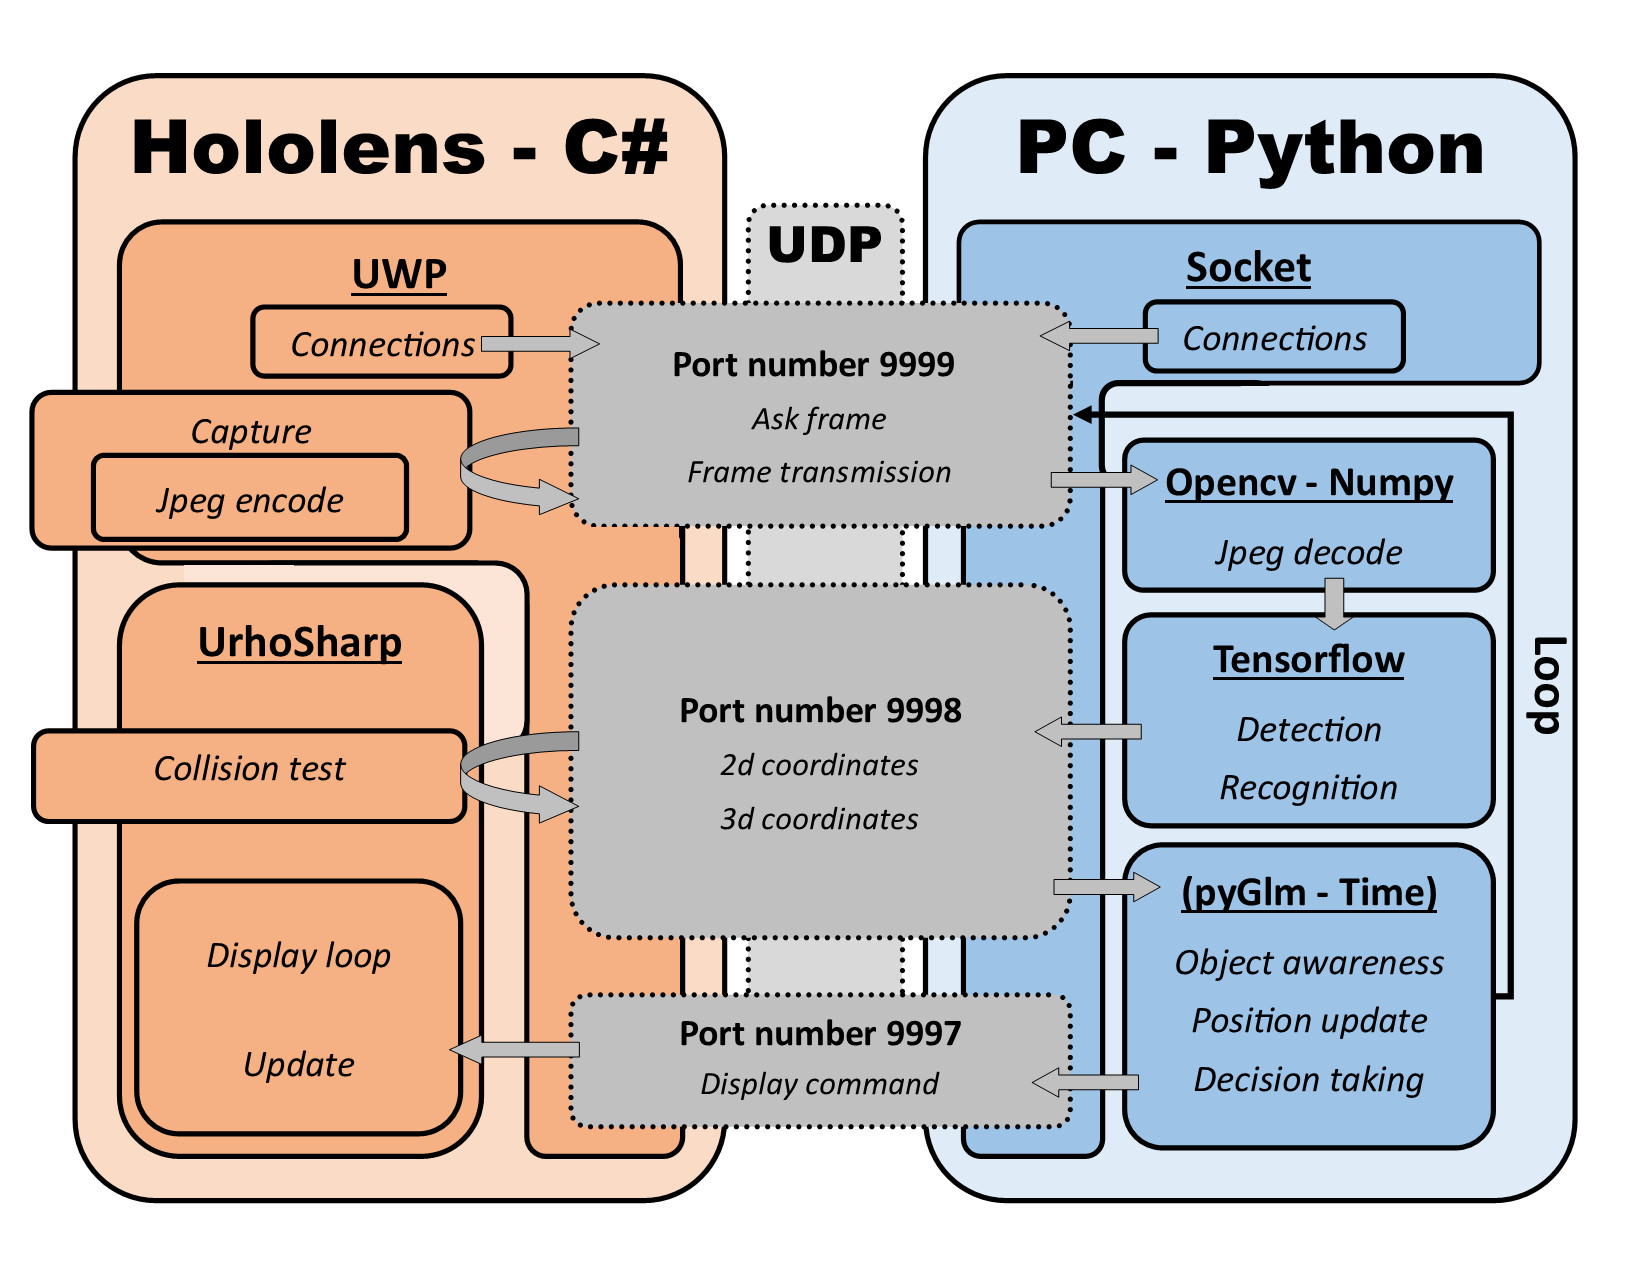 Hololens - C#
UWP
Connections
Capture
Jpeg encode
UrhoSharp
Collision test
Display loop
Update
UDP
Port number 9999
Ask frame
Frame transmission
Port number 9998
2d coordinates
3d coordinates
Port number 9997
Display command
PC - Python
Socket
Connections
Opencv - Numpy
Jpeg decode
Tensorflow
Detection
Recognition
(pyGlm - Time)
Object awareness
Position update
Decision taking
Loop